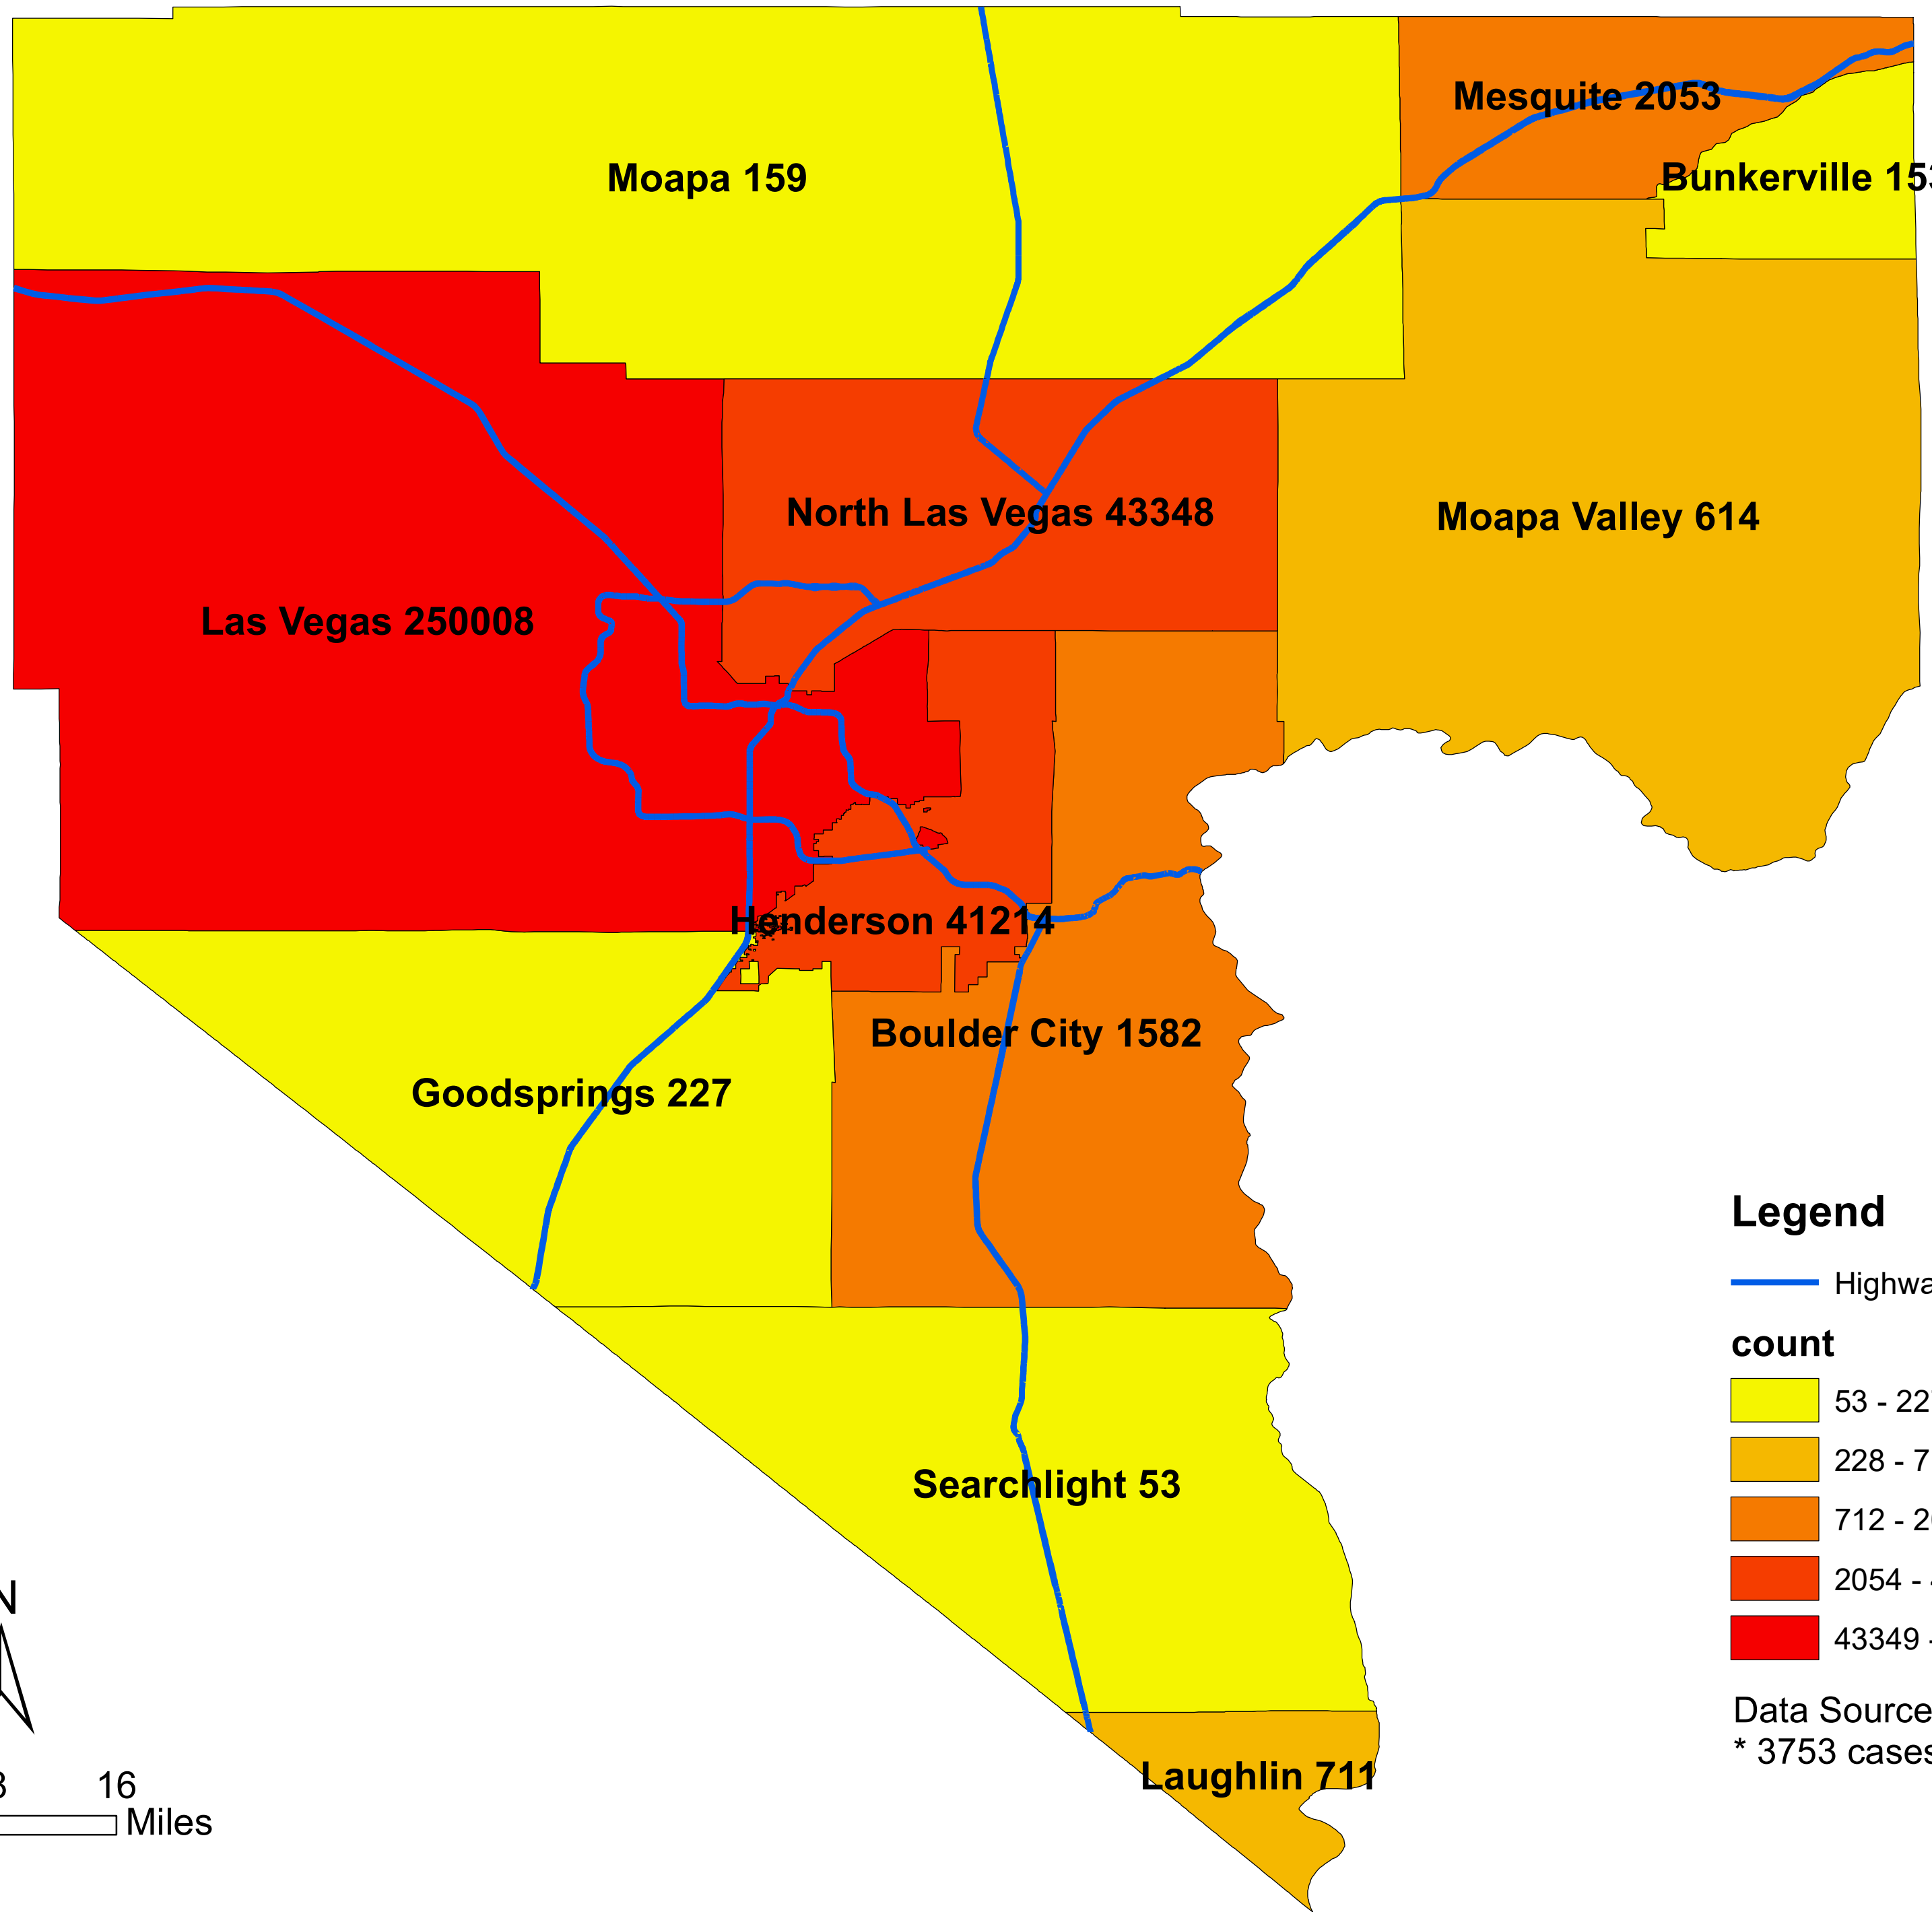 Mesquite 2053
Moapa 159
Bunkerville 153
North Las Vegas 43348
Moapa Valley 614
Las Vegas 250008
Henderson 41214
Boulder City 1582
Goodsprings 227
Legend
count
53 - 22
228 - 7
712 - 2
2054 -
43349 -
Searchlight 53
N
Data Source
* 3753 cases
Laughlin 711
16
Miles